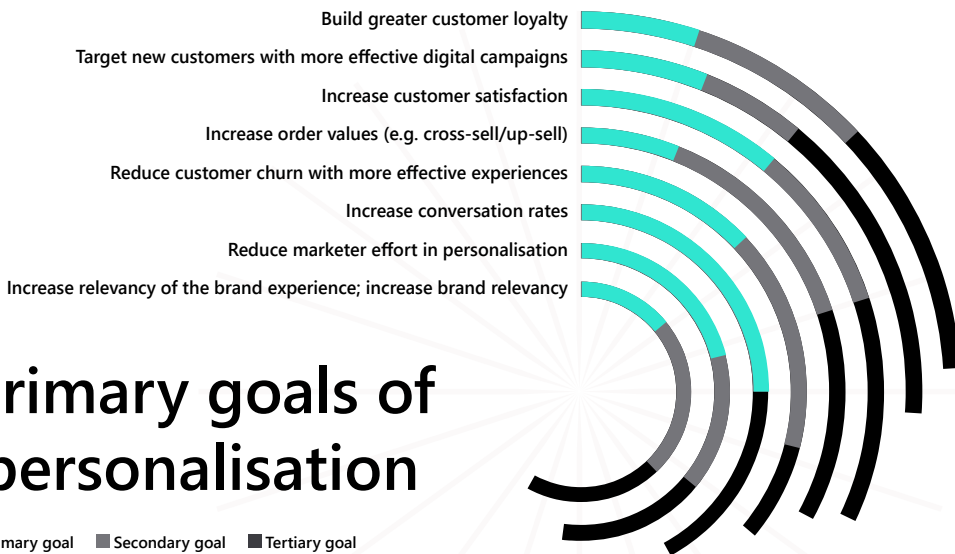 Build greater customer loyalty
Target new customers with more effective digital campaigns
Increase customer satisfaction
Increase order values (e.g. cross-sell/up-sell)
Reduce customer churn with more effective experiences
Increase conversation rates
Reduce marketer effort in personalisation
Increase relevancy of the brand experience; increase brand relevancy
rimary goals of
personalisation
mary goal Secondary goal Tertiary goal